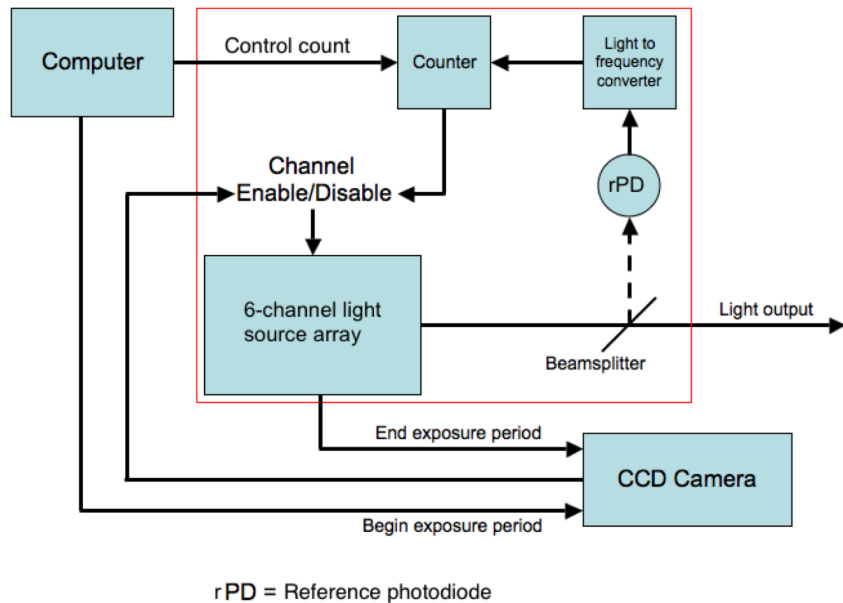 Computer
Control count
Counter
Light to
frequency
converter
Channel
Enable/Disable
rPD
6-channel light
source array
Light output
Beamsplitter
End exposure period
CCD Camera
Begin exposure period
rPD = Reference photodiode